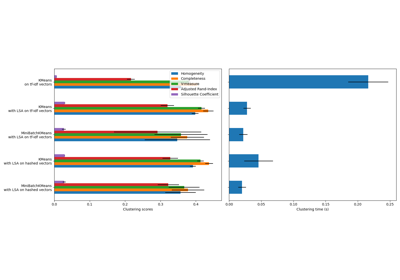 Homogeneity
Completeness
V-measure
Adjusted Rand-Index
Silhouette Coefficient
KMeans
on tf-idf vectors
KMeans
with LSA on tf-idf vectors
MiniBatchKMeans
with LSA on tf-idf vectors
KMeans
with LSA on hashed vectors
MiniBatchKMeans
with LSA on hashed vectors
0.0 0.1 0.2 0.3 0.4
Clustering scores
0.00 0.05 0.10 0.15 0.20 0.25
Clustering time (s)